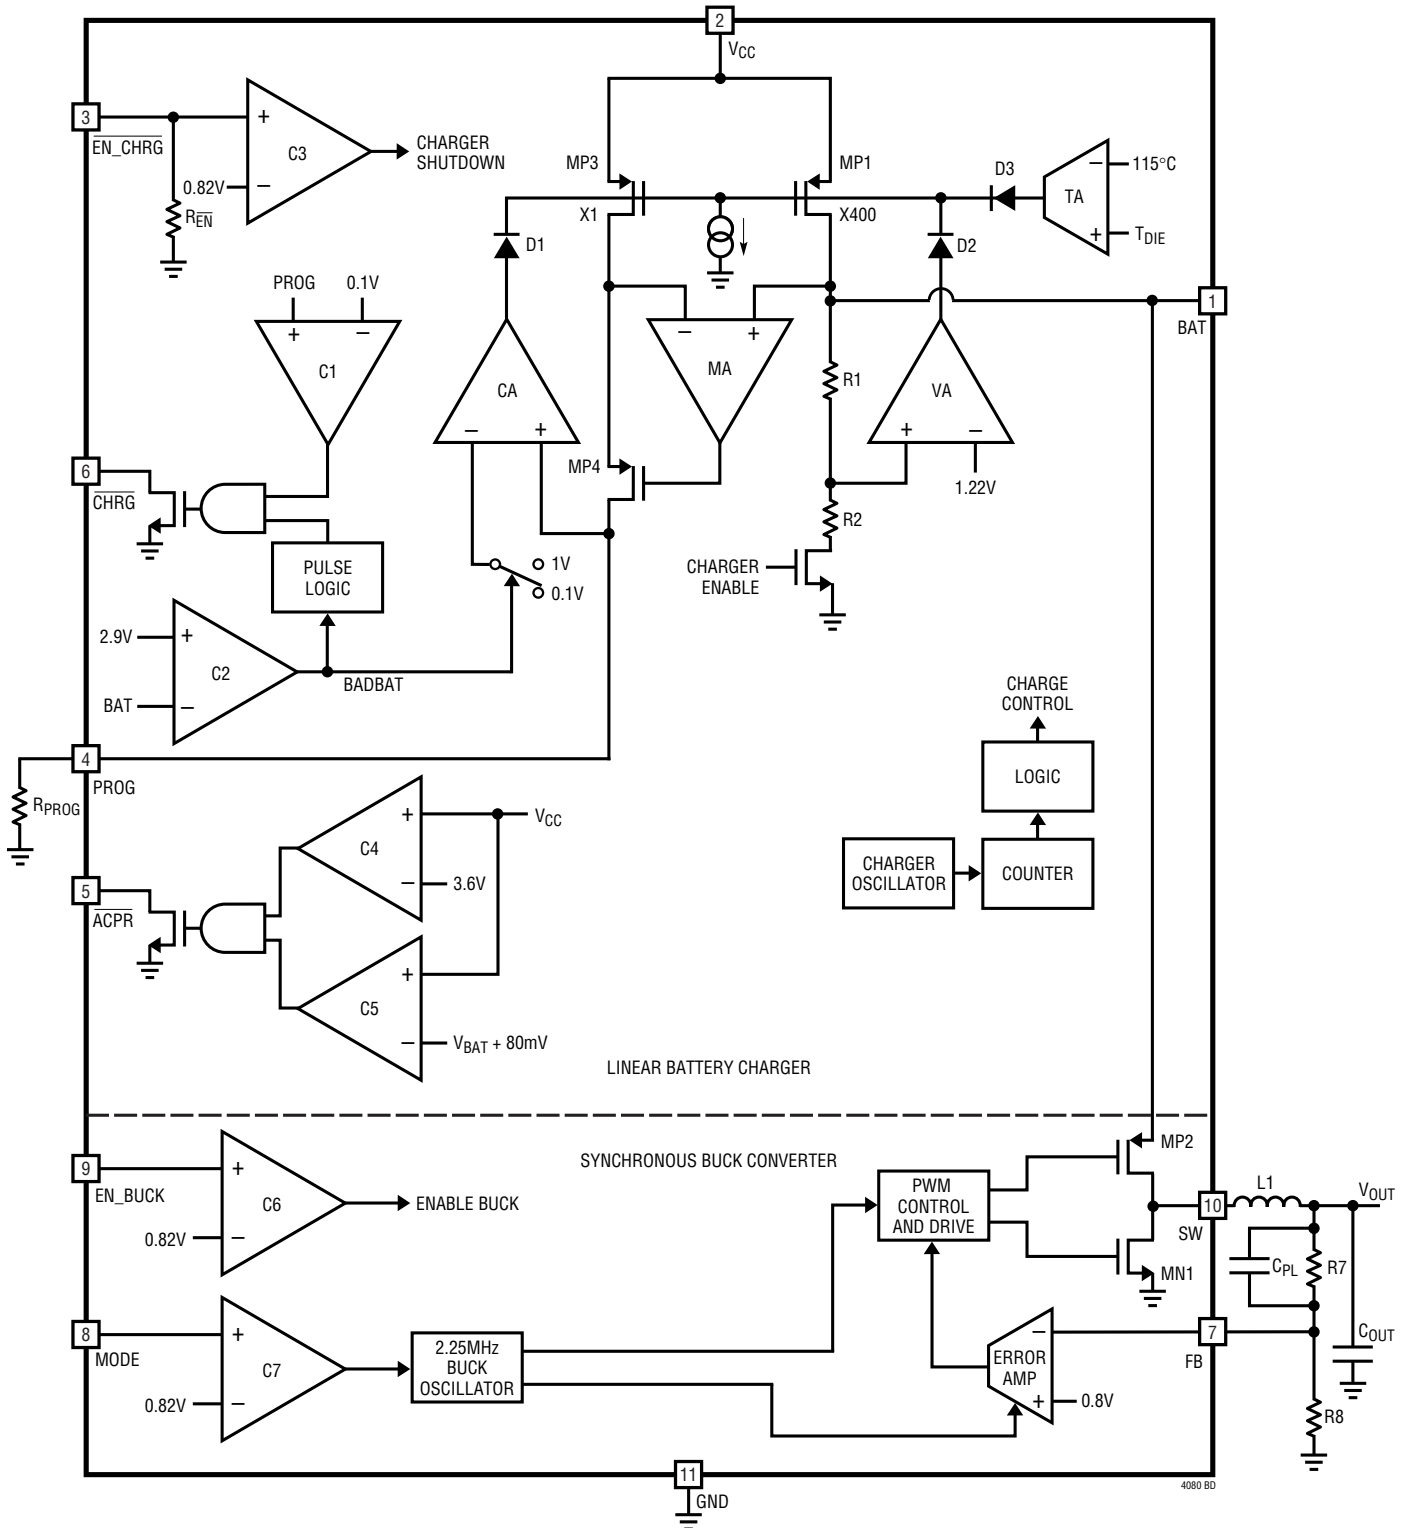 2
VCC
3
EN_CHRG
+
C3
0.82V
−
REN
CHARGER
SHUTDOWN
MP3
X1
MP1
X400
D3
−
115°C
TA
+
TDIE
D1
D2
PROG
0.1V
+
−
C1
−
+
MA
1
BAT
CA
−
+
R1
VA
+
−
1.22V
6
CHRG
MP4
R2
PULSE
LOGIC
1V
0.1V
CHARGER
ENABLE
2.9V
+
C2
BAT
−
BADBAT
4
PROG
RPROG
CHARGE
CONTROL
LOGIC
CHARGER
OSCILLATOR
COUNTER
+
VCC
C4
−
3.6V
5
ACPR
+
C5
−
VBAT + 80mV
LINEAR BATTERY CHARGER
SYNCHRONOUS BUCK CONVERTER
9
EN_BUCK
+
C6
ENABLE BUCK
0.82V
−
PWM
CONTROL
AND DRIVE
MP2
10
SW
L1
VOUT
MN1
CPL
R7
8
MODE
+
C7
0.82V
−
2.25MHz
BUCK
OSCILLATOR
−
ERROR
AMP
+
0.8V
7
FB
COUT
R8
11
GND
4080 BD